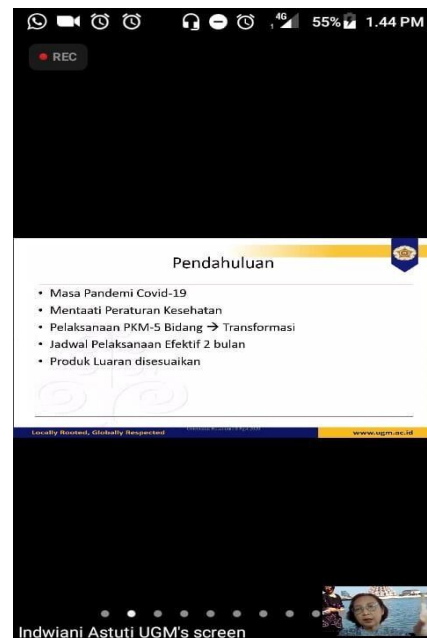 4G
55% 1.44 PM
REC
Pendahuluan
• Masa Pandemi Covid-19
• Mentaati Peraturan Kesehatan
• Pelaksanaan PKM-5 Bidang → Transformasi
• Jadwal Pelaksanaan Efektif 2 bulan
• Produk Luaran disesuaikan
Locally Rooted, Globally Respected
www.ugm.ac.id
Indwiani Astuti UGM's screen